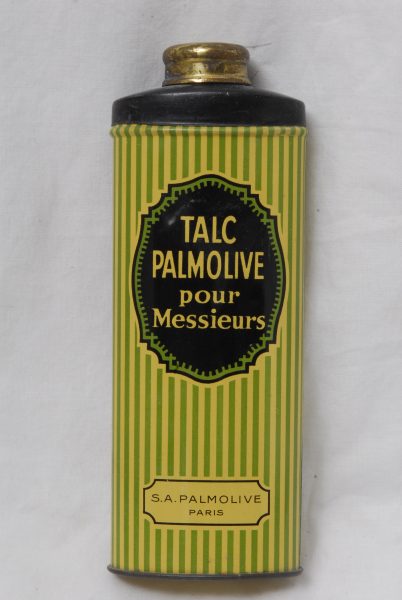 TALC
PALMOLIVE
pour
Messieurs
S.A. PALMOLIVE
PARIS